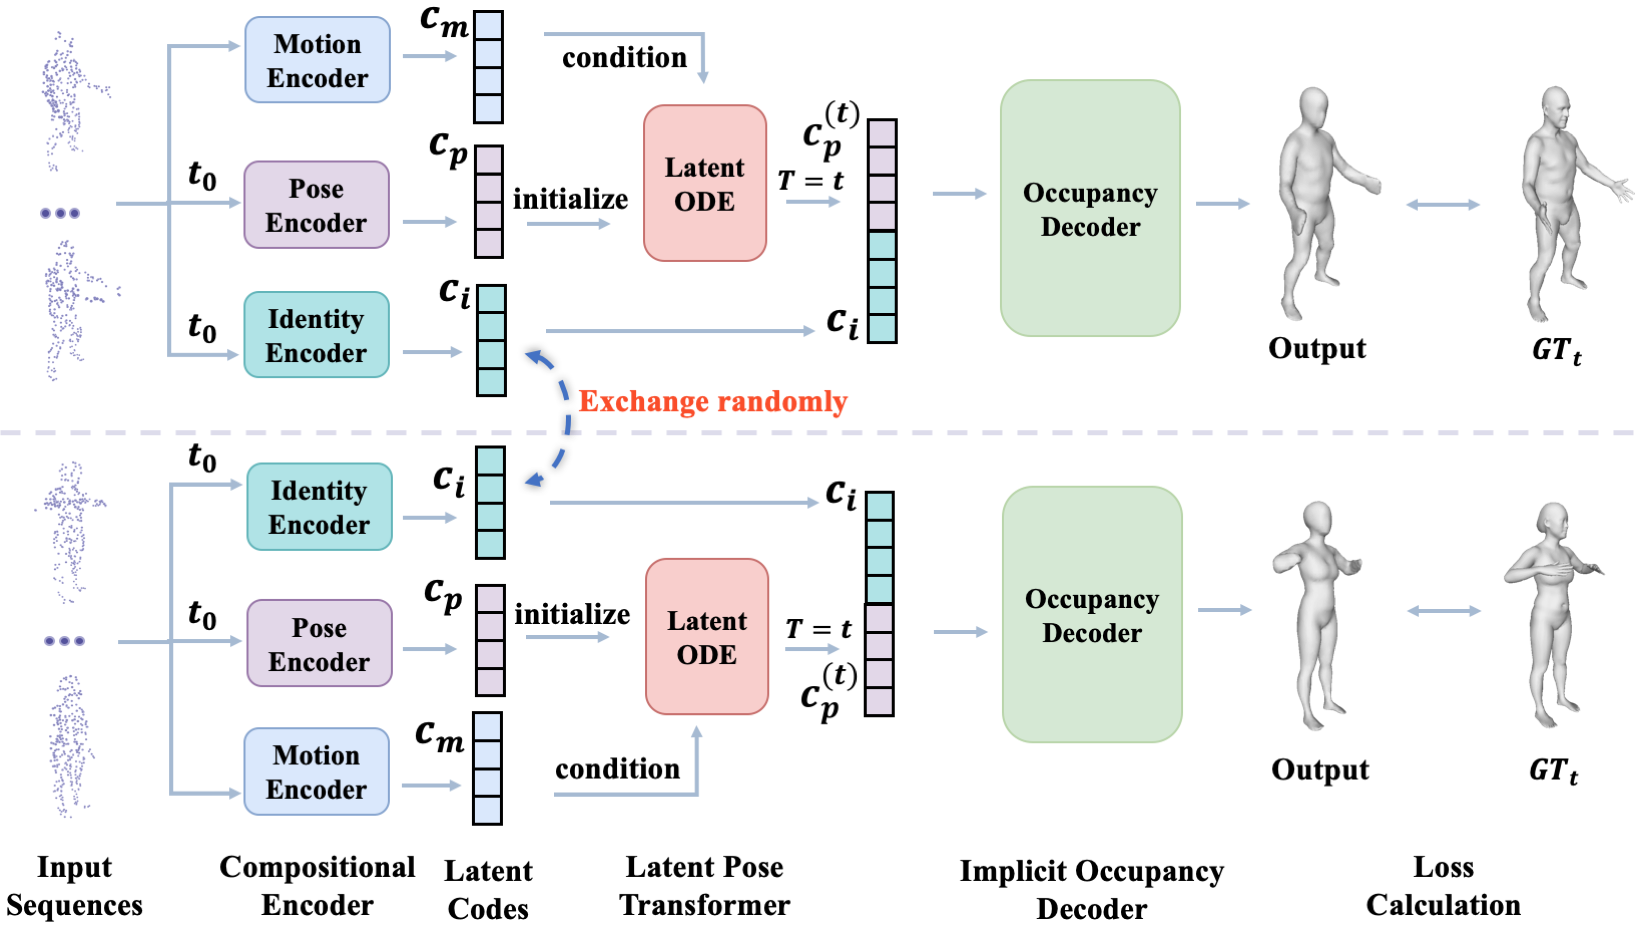 Motion
Encoder
c_m
condition
t_0
Pose
Encoder
c_p
initialize
Latent
ODE
c_p^(t)
T = t
Occupancy
Decoder
t_0
Identity
Encoder
c_i
c_i
Output
GT_t
Exchange randomly
t_0
Identity
Encoder
c_i
c_i
t_0
Pose
Encoder
c_p
initialize
Latent
ODE
T = t
c_p^(t)
Occupancy
Decoder
Motion
Encoder
c_m
condition
Output
GT_t
Input
Sequences
Compositional
Encoder
Latent
Codes
Latent Pose
Transformer
Implicit Occupancy
Decoder
Loss
Calculation